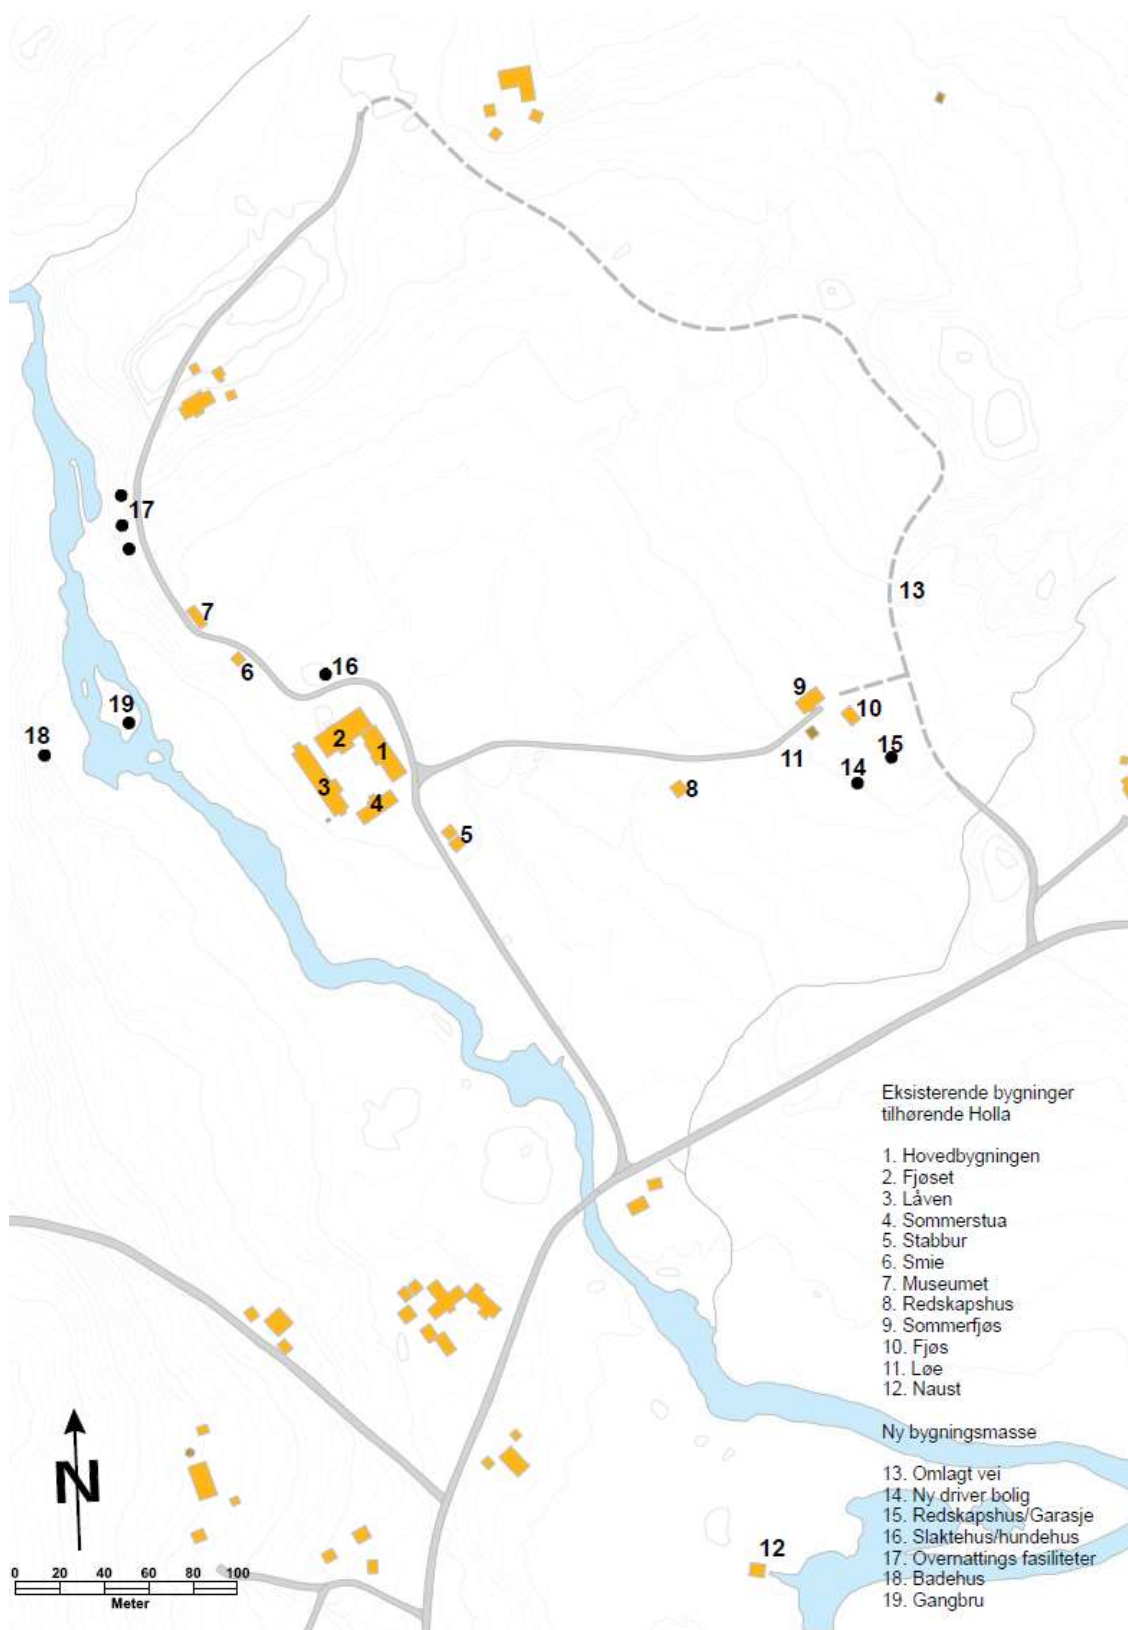 17
13
7
16
6
9
10
19
18
2
1
15
11
14
3
8
4
5
Eksisterende bygninger
tilhørende Holla
1. Hovedbygningen
2. Fjøset
3. Låven
4. Sommerstua
5. Stabbur
6. Smie
7. Museumet
8. Redskapshus
9. Sommerfjøs
10. Fjøs
11. Løe
12. Naust
Ny bygningsmasse
13. Omlagt vei
14. Ny driver bolig
15. Redskapshus/Garasje
16. Slaktehus/hundehus
17. Overnattings fasiliteter
18. Badehus
19. Gangbru
N
12
0 20 40 60 80 100
Meter